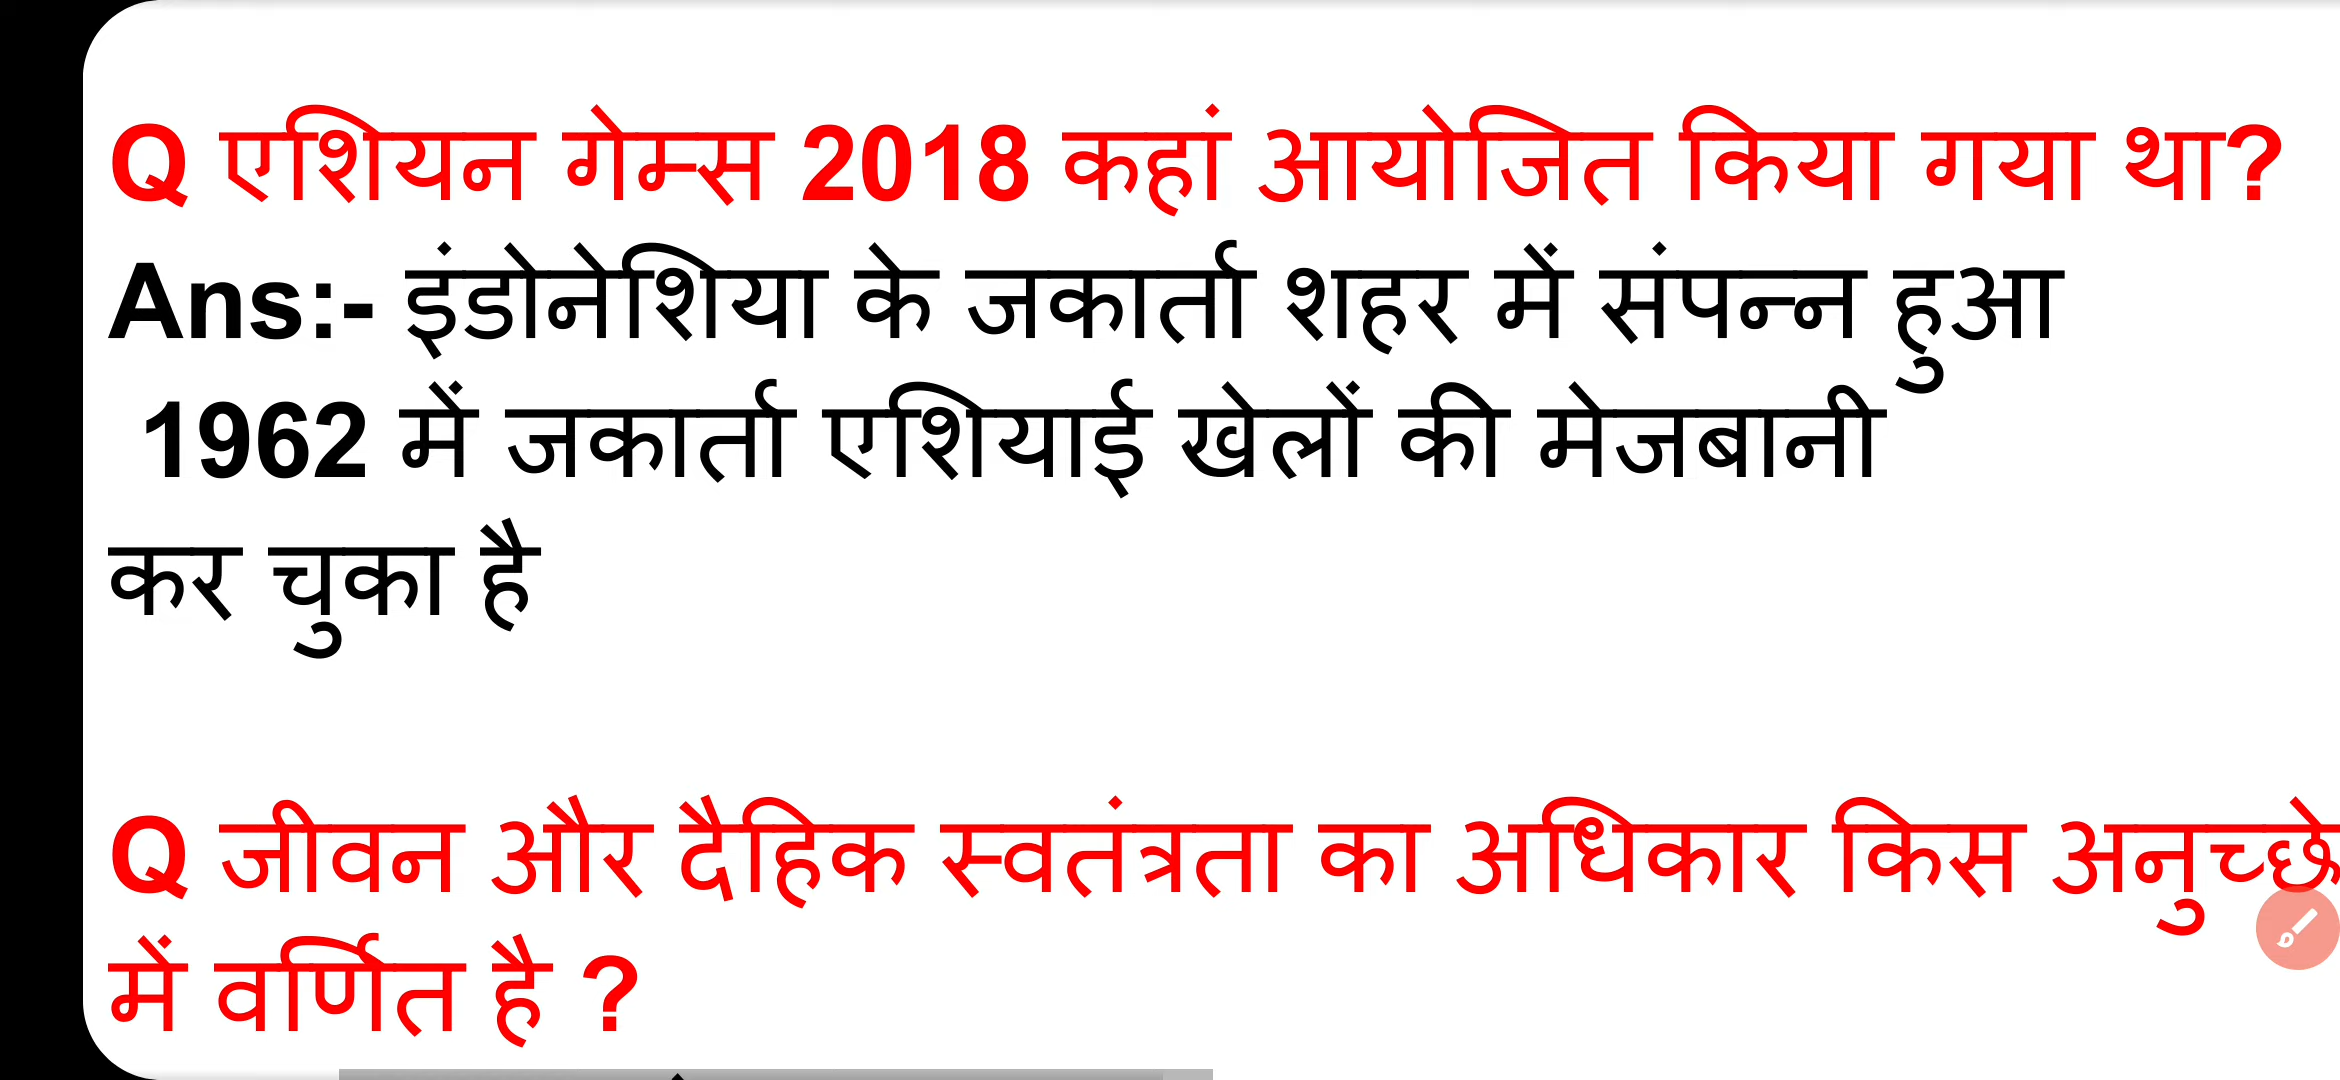 Q एशियन गेम्स 2018 कहां आयोजित किया गया था?
Ans:- इंडोनेशिया के जकार्ता शहर में संपन्न हुआ
1962 में जकार्ता एशियाई खेलों की मेजबानी
कर चुका है
Q जीवन और दैहिक स्वतंत्रता का अधिकार किस अनुच्छे
में वर्णित है ?